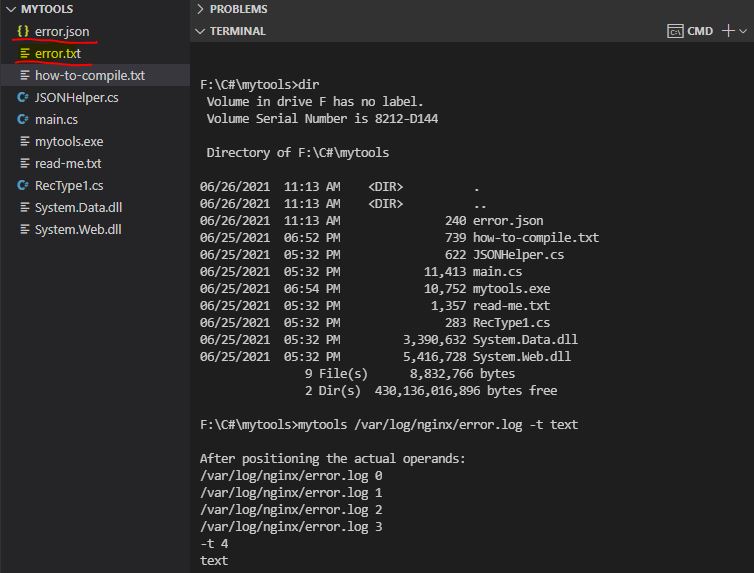 MYTOOLS
{ } error.json
error.txt
how-to-compile.txt
C# JSONHelper.cs
C# main.cs
mytools.exe
read-me.txt
C# RecType1.cs
System.Data.dll
System.Web.dll
PROBLEMS
TERMINAL
CMD
F:\C#\mytools>dir
Volume in drive F has no label.
Volume Serial Number is 8212-D144
Directory of F:\C#\mytools
06/26/2021 11:13 AM <DIR> .
06/26/2021 11:13 AM <DIR> ..
06/26/2021 11:13 AM 240 error.json
06/25/2021 06:52 PM 739 how-to-compile.txt
06/25/2021 05:32 PM 622 JSONHelper.cs
06/25/2021 05:32 PM 11,413 main.cs
06/25/2021 06:54 PM 10,752 mytools.exe
06/25/2021 05:32 PM 1,357 read-me.txt
06/25/2021 05:32 PM 283 RecType1.cs
06/25/2021 05:32 PM 3,390,632 System.Data.dll
06/25/2021 05:32 PM 5,416,728 System.Web.dll
9 File(s) 8,832,766 bytes
2 Dir(s) 430,136,016,896 bytes free
F:\C#\mytools>mytools /var/log/nginx/error.log -t text
After positioning the actual operands:
/var/log/nginx/error.log 0
/var/log/nginx/error.log 1
/var/log/nginx/error.log 2
/var/log/nginx/error.log 3
-t 4
text